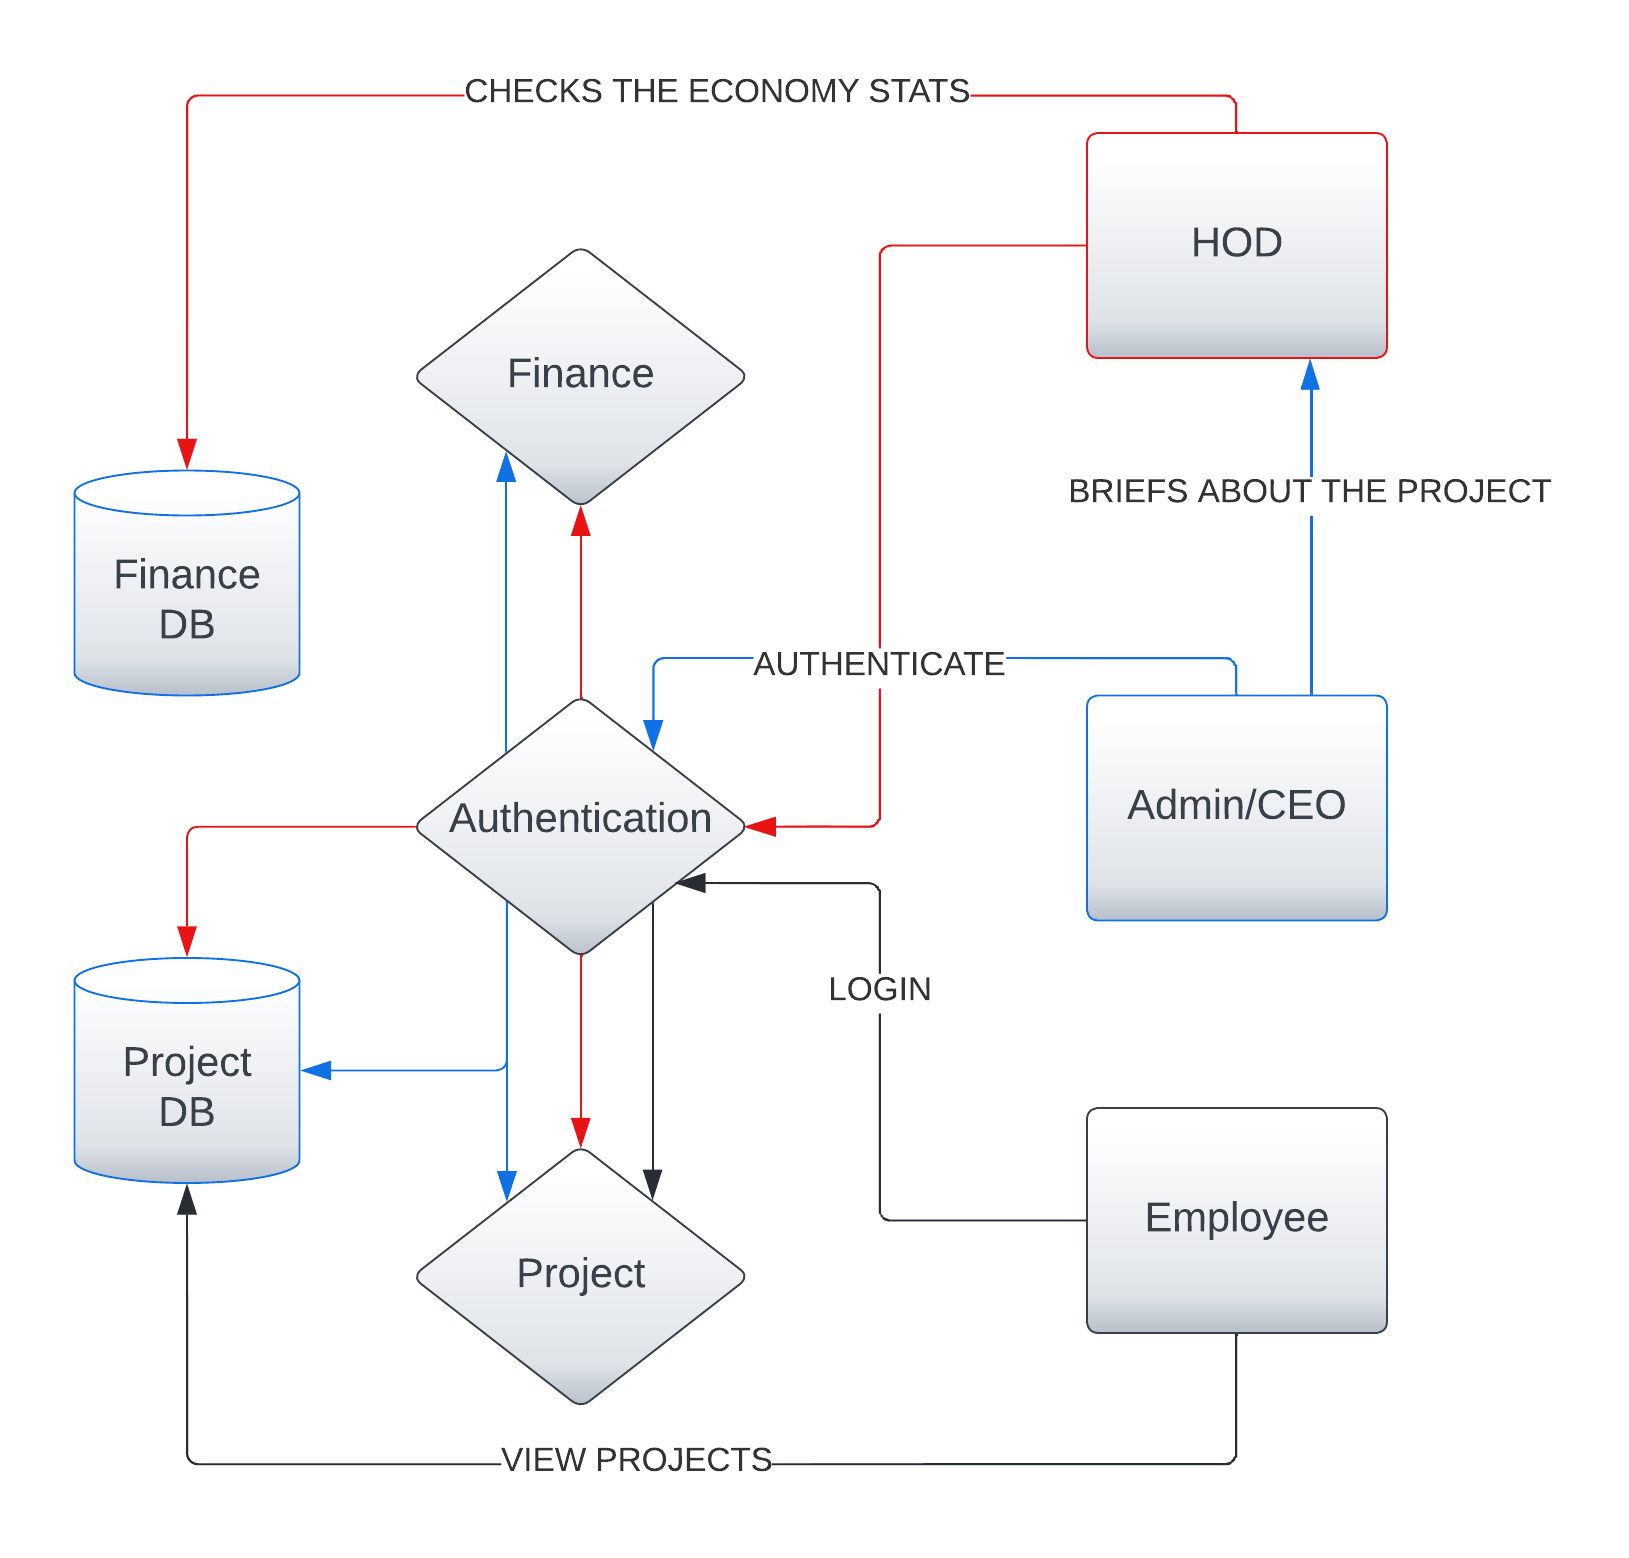 CHECKS THE ECONOMY STATS
HOD
Finance
BRIEFS ABOUT THE PROJECT
Finance
DB
AUTHENTICATE
Admin/CEO
Authentication
LOGIN
Project
DB
Employee
Project
VIEW PROJECTS